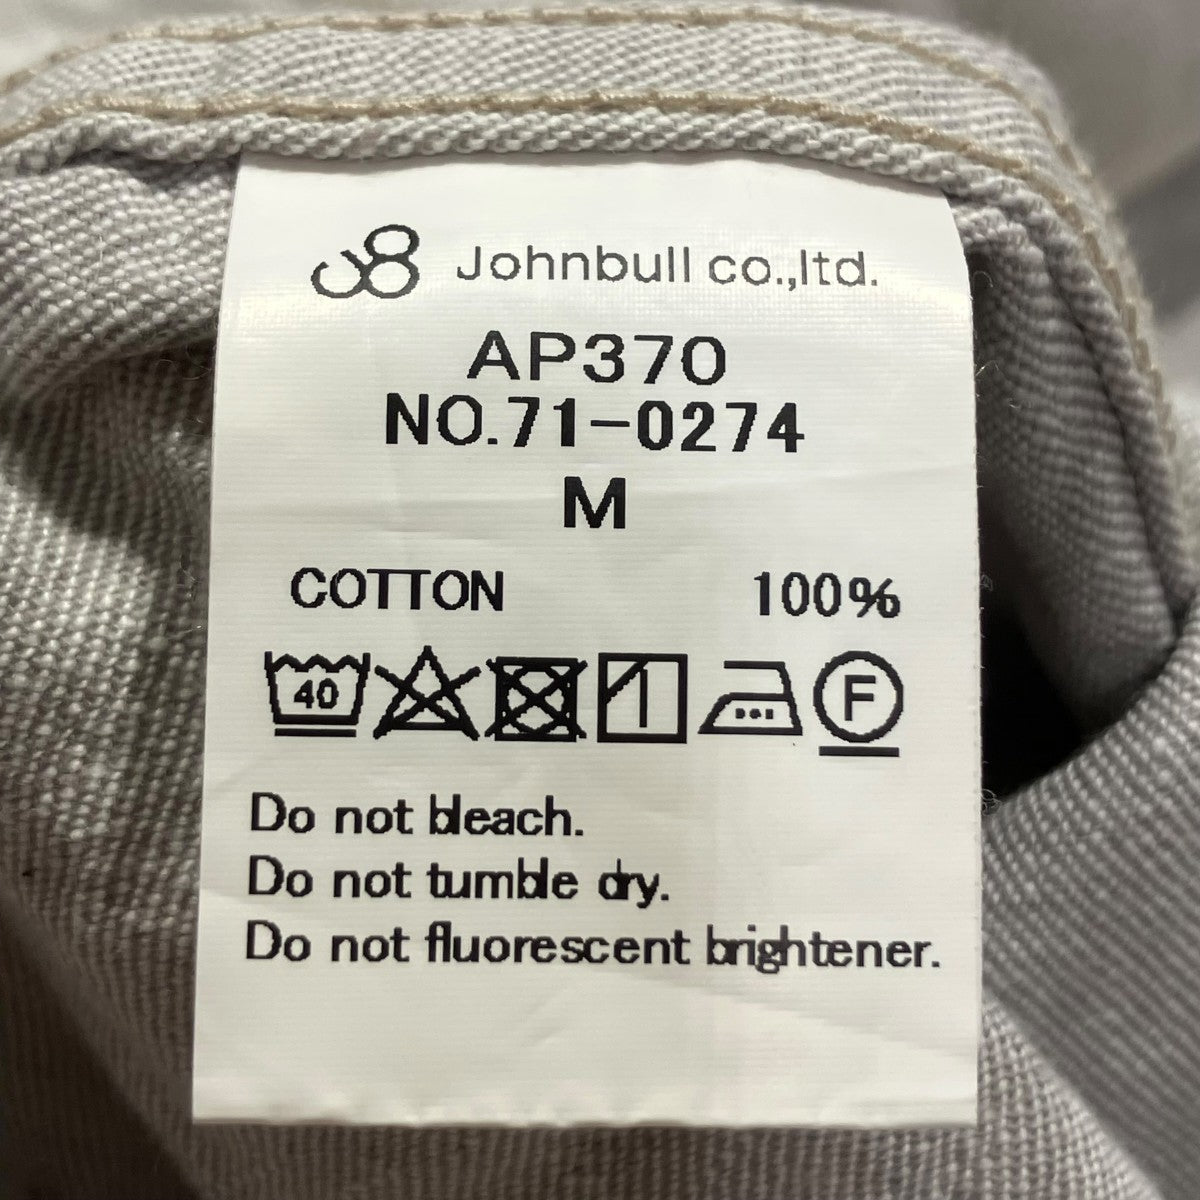 Johnbull co.,ltd.
AP370
NO.71-0274
M
COTTON 100%
40 F
Do not bleach.
Do not tumble dry.
Do not fluorescent brightener.